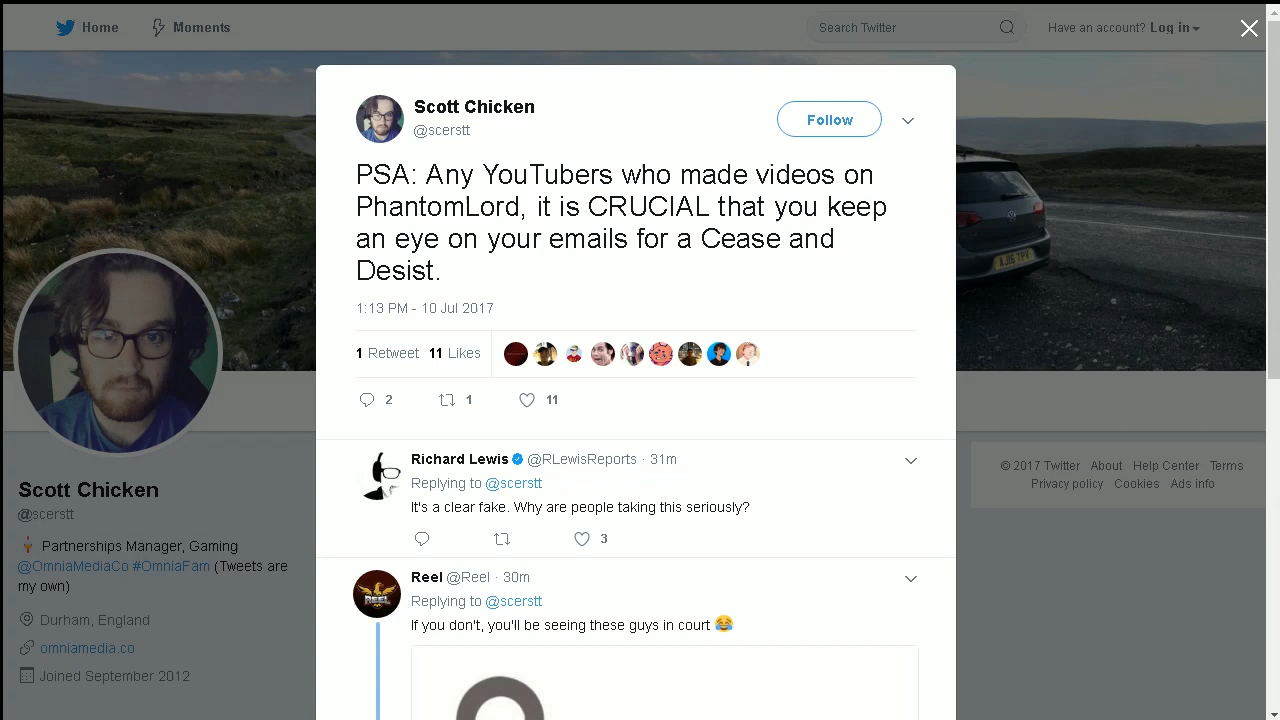 Home
Moments
Search Twitter
Have an account? Log in
Scott Chicken
@scerstt
Follow
PSA: Any YouTubers who made videos on
PhantomLord, it is CRUCIAL that you keep
an eye on your emails for a Cease and
Desist.
1:13 PM - 10 Jul 2017
1 Retweet 11 Likes
2 1 11
Richard Lewis @RLewisReports · 31m
Replying to @scerstt
It's a clear fake. Why are people taking this seriously?
3
Reel @Reel · 30m
Replying to @scerstt
If you don't, you'll be seeing these guys in court 😂
REEL
Scott Chicken
@scerstt
Partnerships Manager, Gaming
@OmniaMediaCo #OmniaFam (Tweets are
my own)
Durham, England
omniamedia.co
Joined September 2012
AJ16 TPV
© 2017 Twitter About Help Center Terms
Privacy policy Cookies Ads info